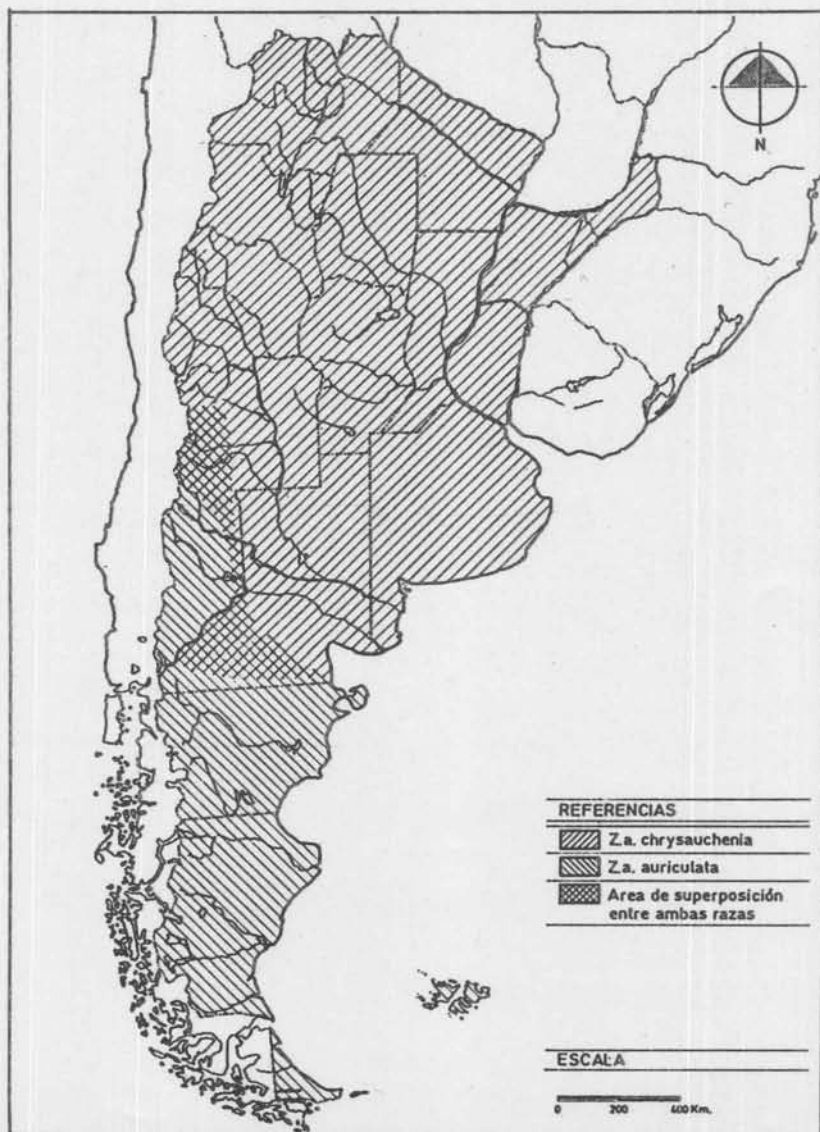 N
REFERENCIAS
Z.a. chrysauchenia
Z.a. auriculata
Area de superposición
entre ambas razas
ESCALA
0 200 400 Km.